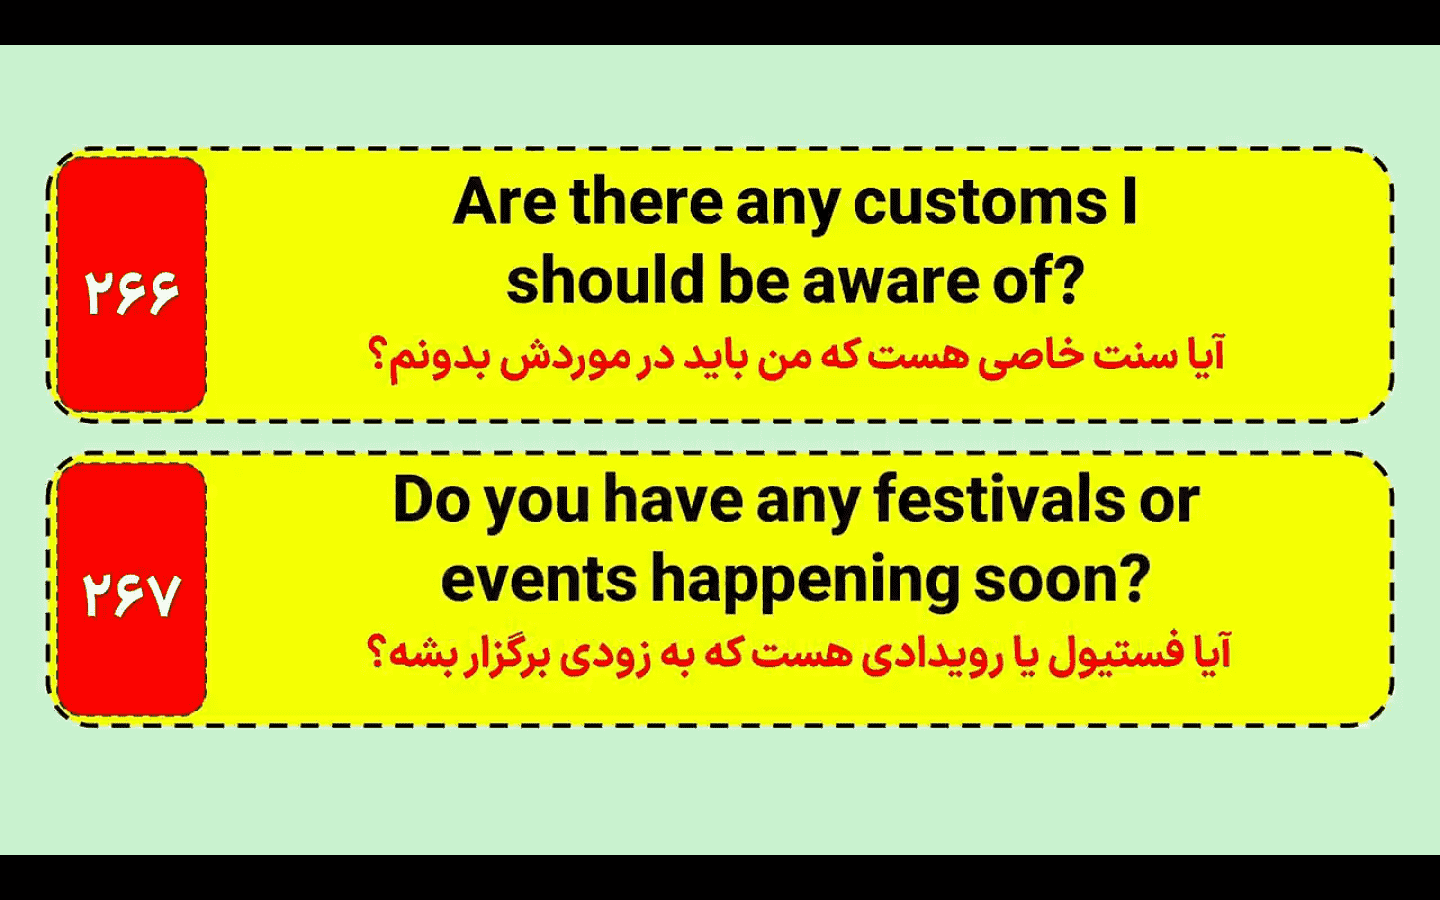 ۲۶۶
Are there any customs I
should be aware of?
آیا سنت خاصی هست که من باید در موردش بدونم؟
۲۶۷
Do you have any festivals or
events happening soon?
آیا فستیول یا رویدادی هست که به زودی برگزار بشه؟